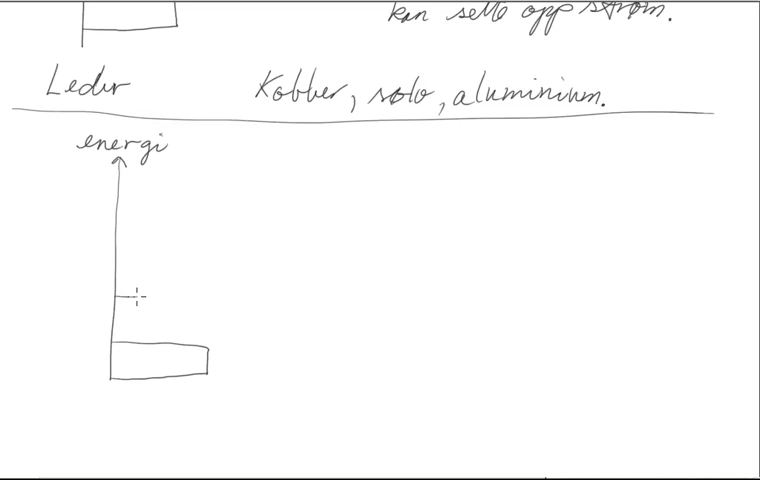 kan sette opp strøm.
Leder Kobber, sølv, aluminium.
energi